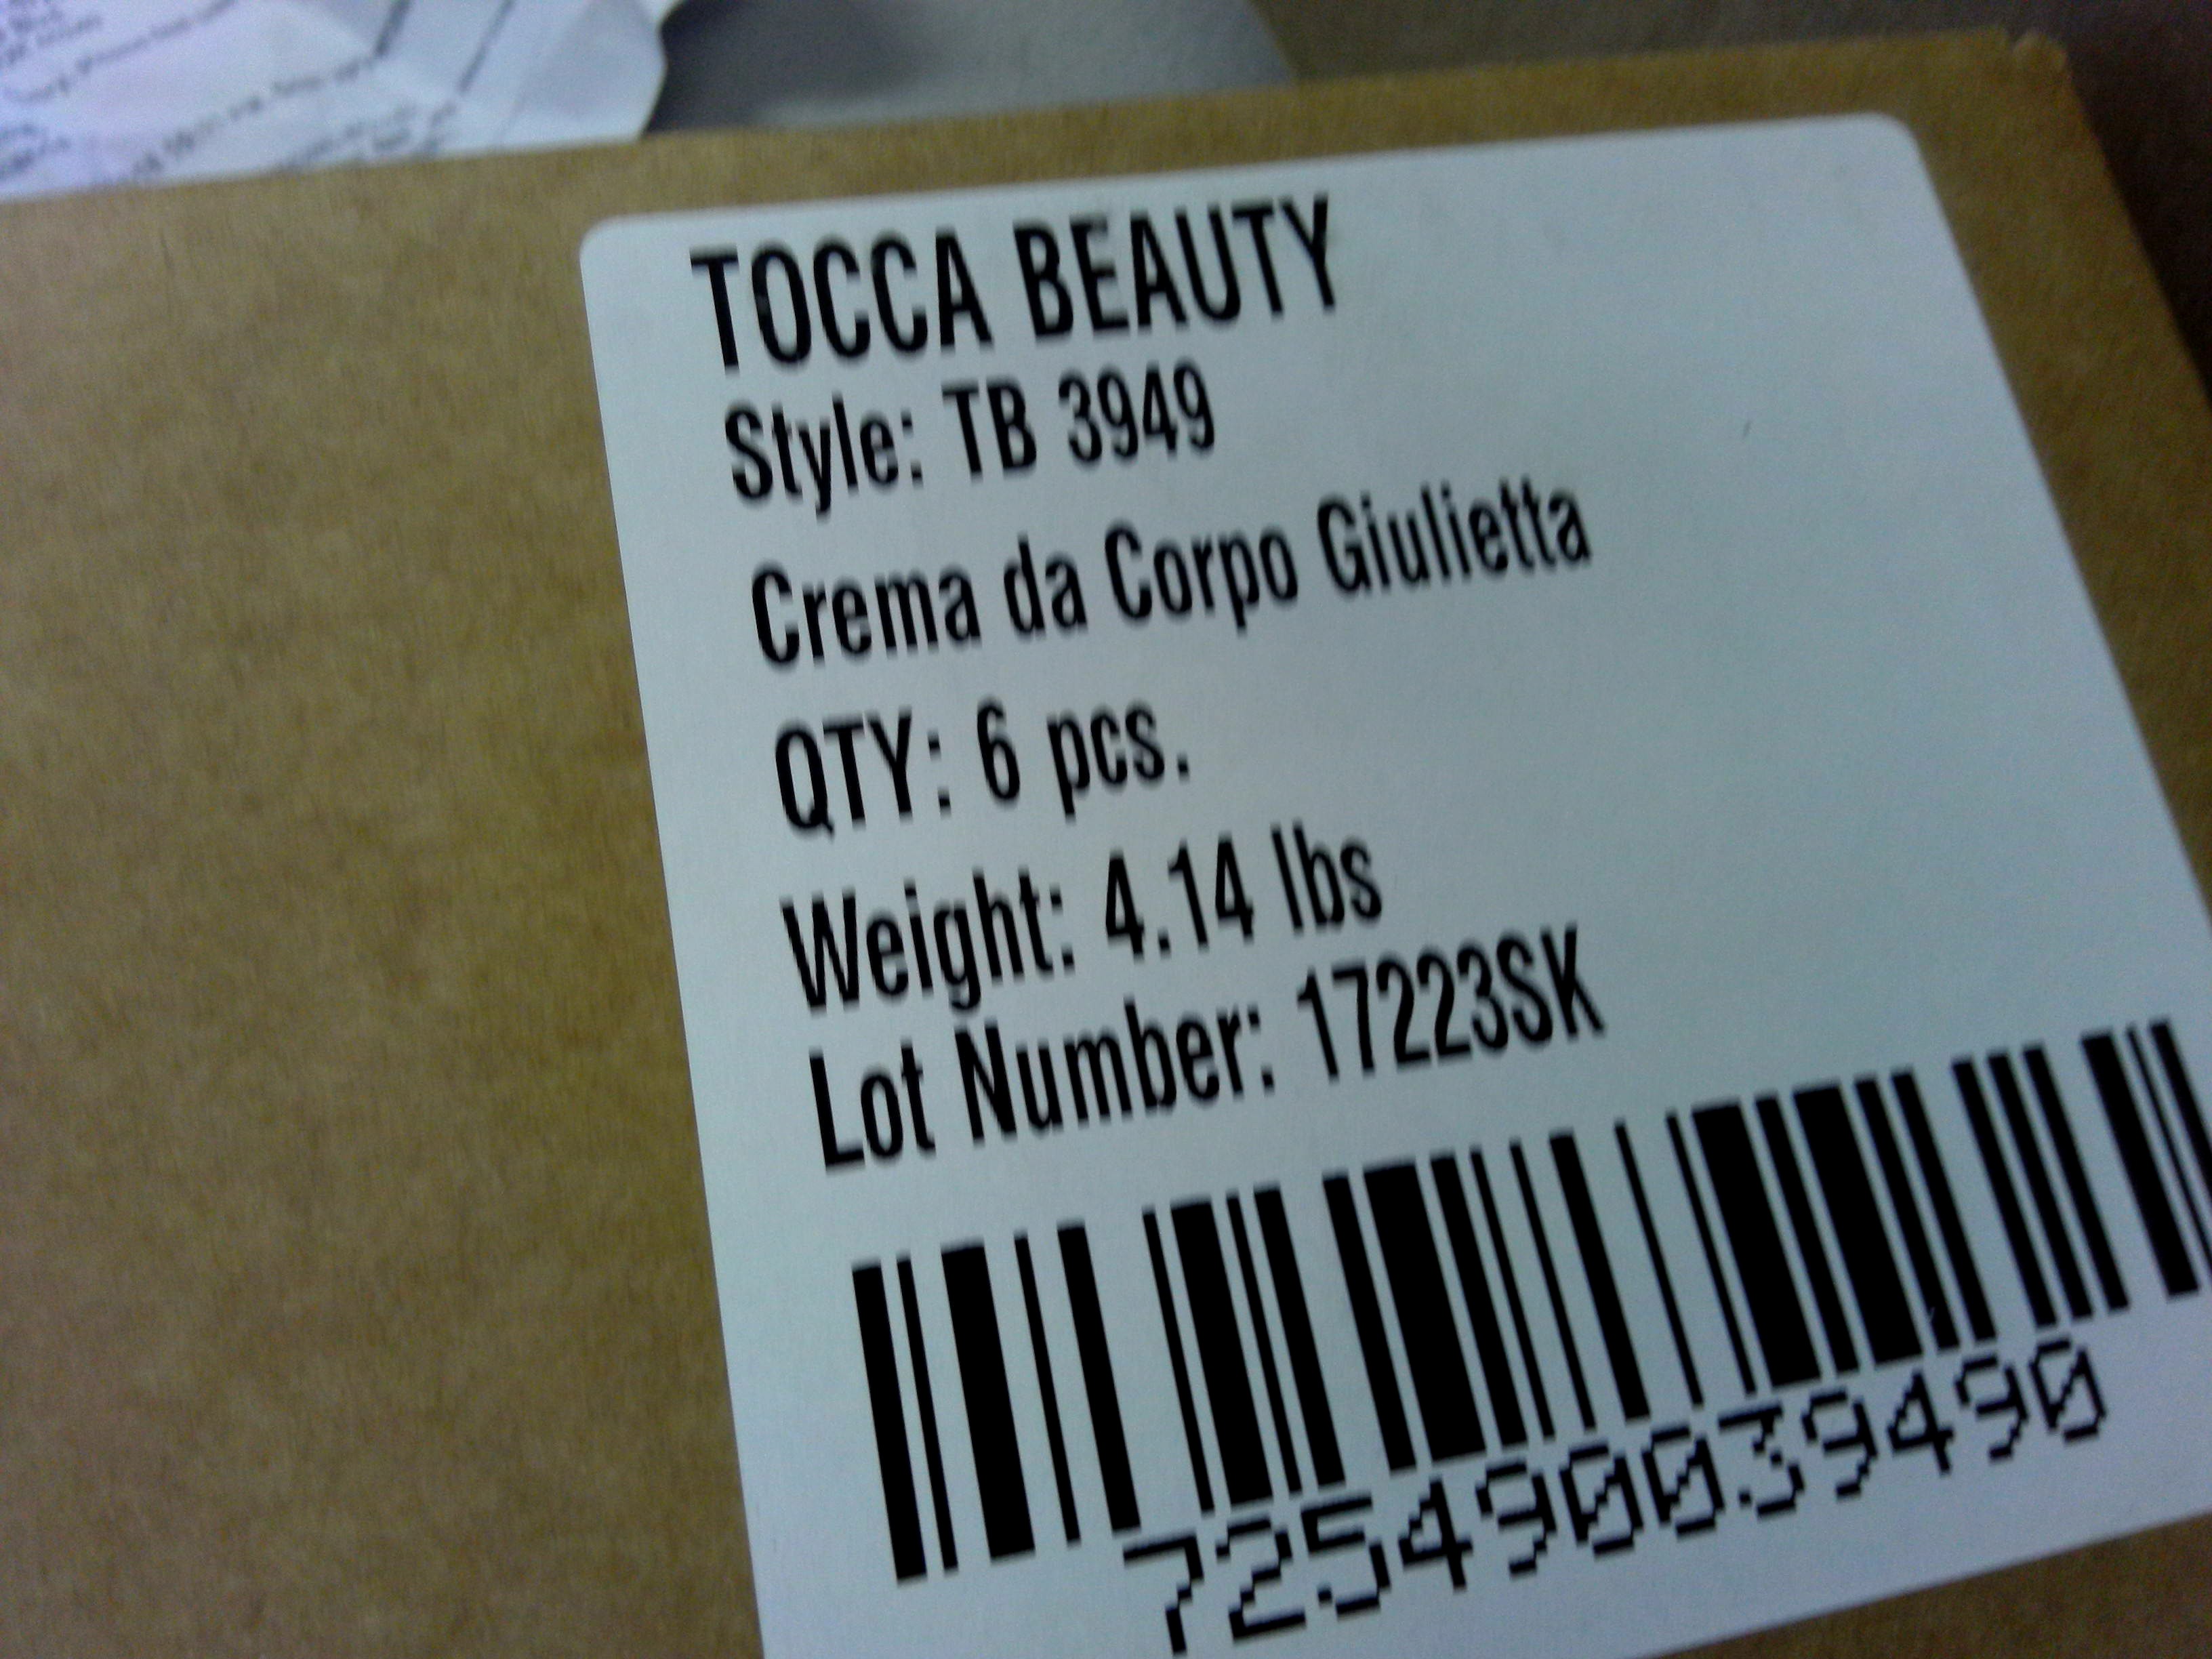 TOCCA BEAUTY
Style: TB 3949
Crema da Corpo Giulietta
QTY: 6 pcs.
Weight: 4.14 lbs
Lot Number: 17223SK
725490039490